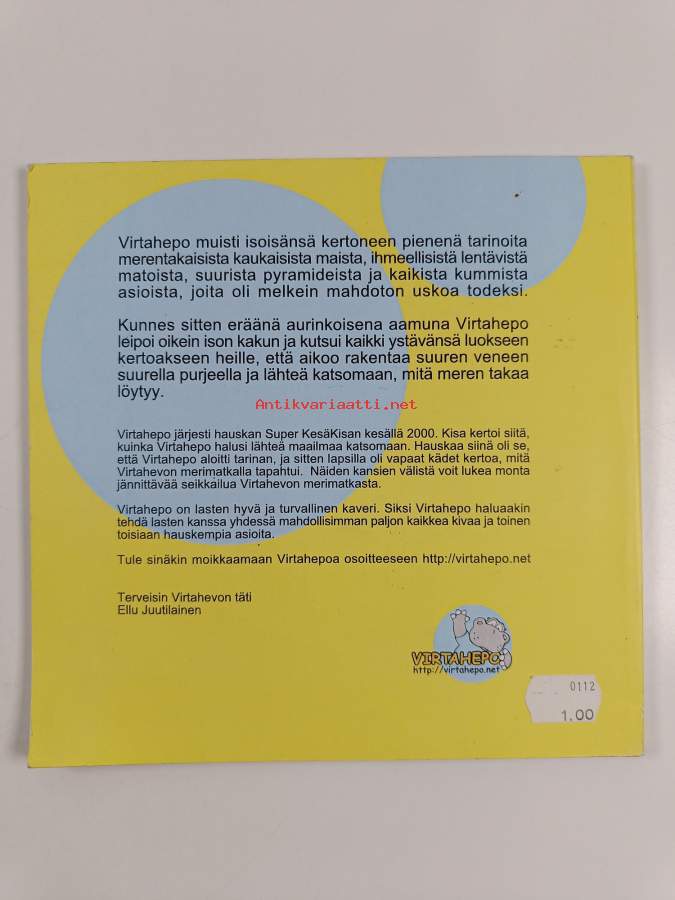 Virtahepo muisti isoisänsä kertoneen pienenä tarinoita
merentakaisista kaukaisista maista, ihmeellisistä lentävistä
matoista, suurista pyramideista ja kaikista kummista
asioista, joita oli melkein mahdoton uskoa todeksi.
Kunnes sitten eräänä aurinkoisena aamuna Virtahepo
leipoi oikein ison kakun ja kutsui kaikki ystävänsä luokseen
kertoakseen heille, että aikoo rakentaa suuren veneen
suurella purjeella ja lähteä katsomaan, mitä meren takaa
löytyy.
Antikvariaatti.net
Virtahepo järjesti hauskan Super KesäKisan kesällä 2000. Kisa kertoi siitä,
kuinka Virtahepo halusi lähteä maailmaa katsomaan. Hauskaa siinä oli se,
että Virtahepo aloitti tarinan, ja sitten lapsilla oli vapaat kädet kertoa, mitä
Virtahevon merimatkalla tapahtui. Näiden kansien välistä voit lukea monta
jännittävää seikkailua Virtahevon merimatkasta.
Virtahepo on lasten hyvä ja turvallinen kaveri. Siksi Virtahepo haluaakin
tehdä lasten kanssa yhdessä mahdollisimman paljon kaikkea kivaa ja toinen
toisiaan hauskempia asioita.
Tule sinäkin moikkaamaan Virtahepoa osoitteeseen http://virtahepo.net
Terveisin Virtahevon täti
Ellu Juutilainen
VIRTAHEPO
http://virtahepo.net
0112
1.00